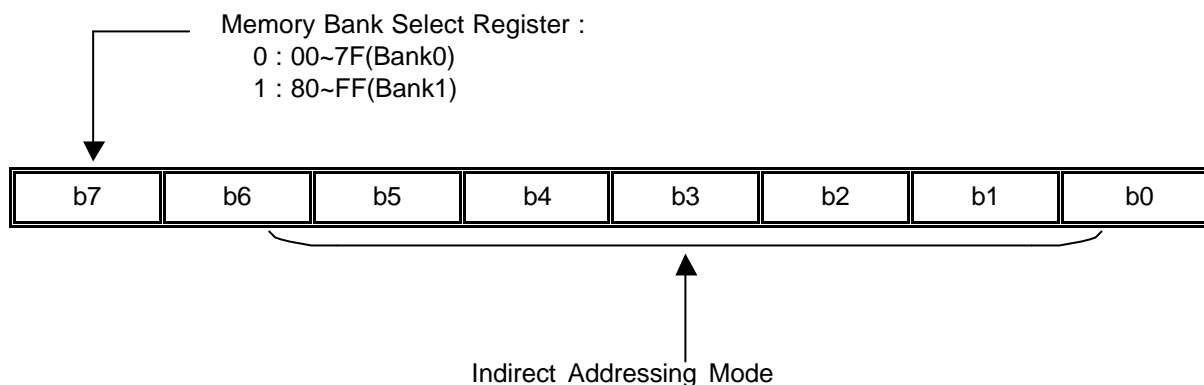 Memory Bank Select Register :
0 : 00~7F(Bank0)
1 : 80~FF(Bank1)
b7 b6 b5 b4 b3 b2 b1 b0
Indirect Addressing Mode